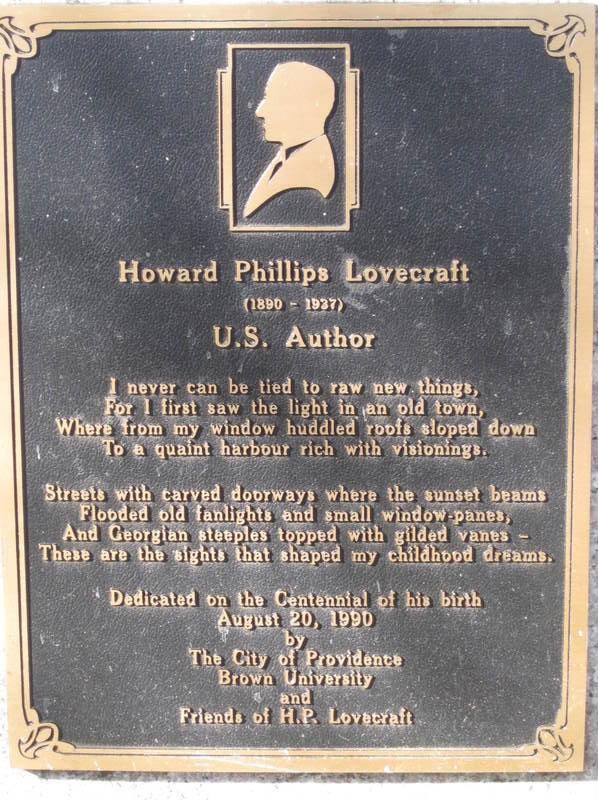 Howard Phillips Lovecraft
(1890 - 1937)
U.S. Author
I never can be tied to raw new things,
For I first saw the light in an old town,
Where from my window huddled roofs sloped down
To a quaint harbour rich with visionings.
Streets with carved doorways where the sunset beams
Flooded old fanlights and small window-panes,
And Georgian steeples topped with gilded vanes –
These are the sights that shaped my childhood dreams.
Dedicated on the Centennial of his birth
August 20, 1990
by
The City of Providence
Brown University
and
Friends of H.P. Lovecraft